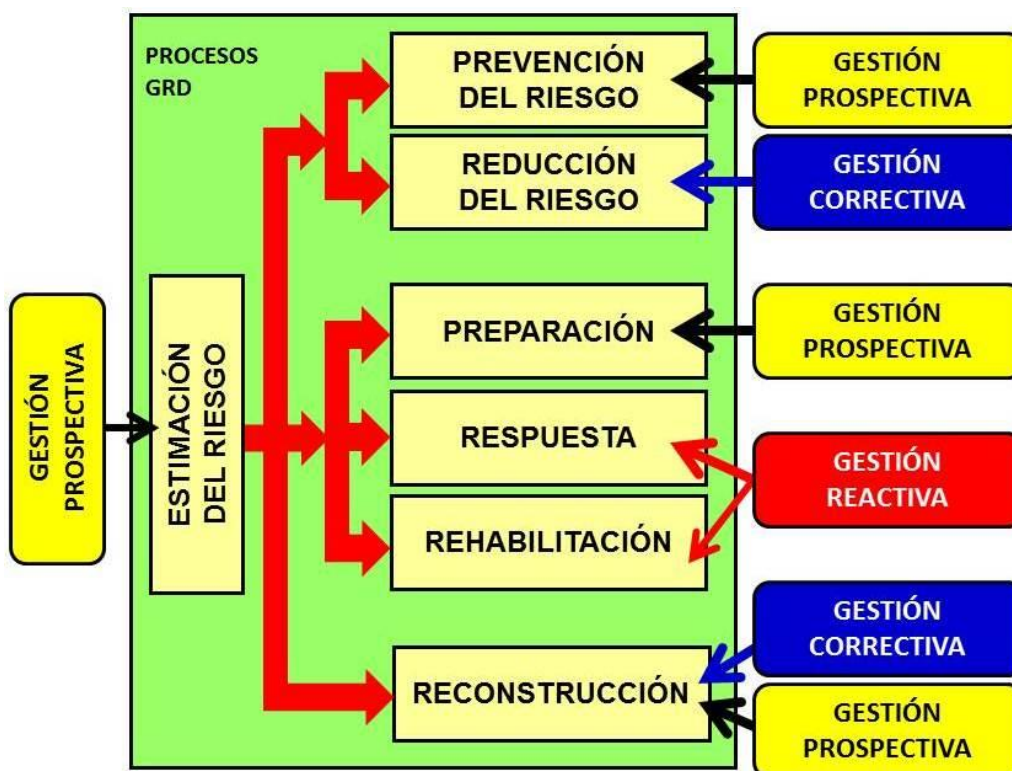 PROCESOS
GRD
GESTIÓN
PROSPECTIVA
ESTIMACIÓN
DEL RIESGO
PREVENCIÓN
DEL RIESGO
GESTIÓN
PROSPECTIVA
REDUCCIÓN
DEL RIESGO
GESTIÓN
CORRECTIVA
PREPARACIÓN
GESTIÓN
PROSPECTIVA
RESPUESTA
REHABILITACIÓN
GESTIÓN
REACTIVA
RECONSTRUCCIÓN
GESTIÓN
CORRECTIVA
GESTIÓN
PROSPECTIVA